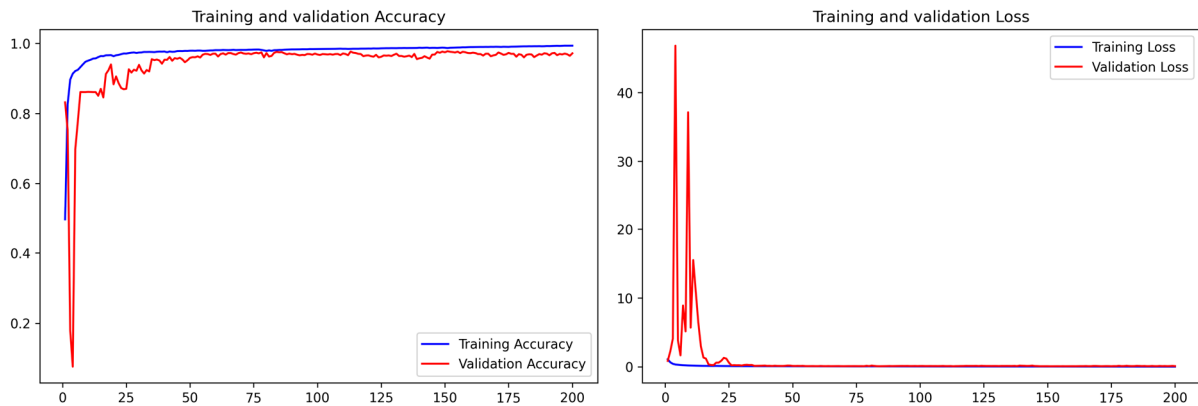 Training and validation Accuracy
1.0
0.8
0.6
0.4
0.2
0 25 50 75 100 125 150 175 200
Training Accuracy
Validation Accuracy
Training and validation Loss
40
30
20
10
0
0 25 50 75 100 125 150 175 200
Training Loss
Validation Loss